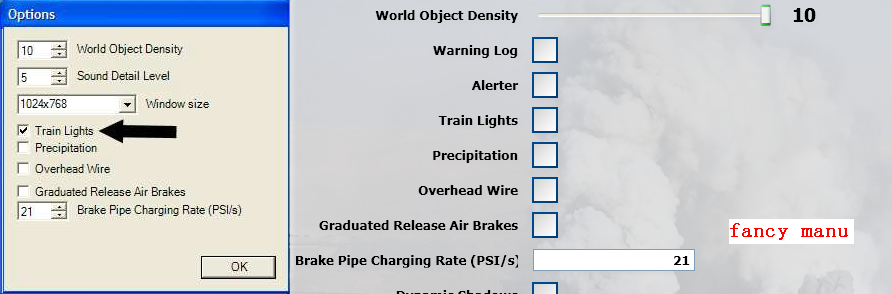 Options
10 World Object Density
5 Sound Detail Level
1024x768 Window size
Train Lights
Precipitation
Overhead Wire
Graduated Release Air Brakes
21 Brake Pipe Charging Rate (PSI/s)
OK
World Object Density 10
Warning Log
Alerter
Train Lights
Precipitation
Overhead Wire
Graduated Release Air Brakes
fancy manu
Brake Pipe Charging Rate (PSI/s) 21